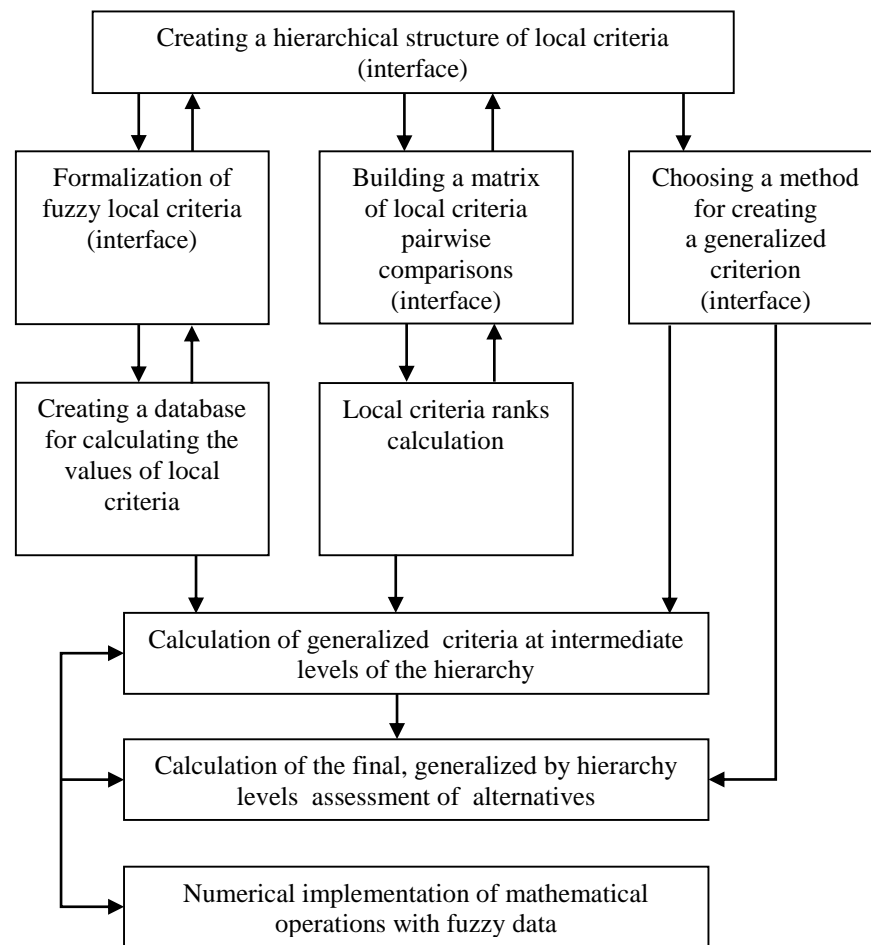 Creating a hierarchical structure of local criteria
(interface)
Formalization of
fuzzy local criteria
(interface)
Building a matrix
of local criteria
pairwise
comparisons
(interface)
Choosing a method
for creating
a generalized
criterion
(interface)
Creating a database
for calculating the
values of local
criteria
Local criteria ranks
calculation
Calculation of generalized criteria at intermediate
levels of the hierarchy
Calculation of the final, generalized by hierarchy
levels assessment of alternatives
Numerical implementation of mathematical
operations with fuzzy data